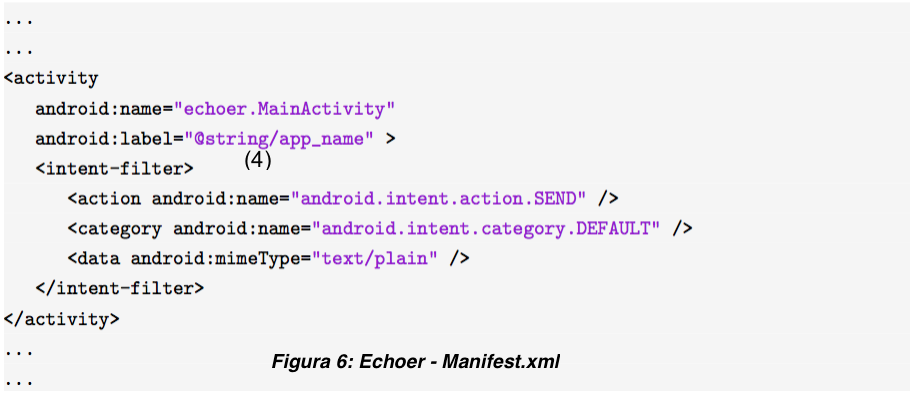 ...
...
<activity
android:name="echoer.MainActivity"
android:label="@string/app_name" >
(4)
<intent-filter>
<action android:name="android.intent.action.SEND" />
<category android:name="android.intent.category.DEFAULT" />
<data android:mimeType="text/plain" />
</intent-filter>
</activity>
...
Figura 6: Echoer - Manifest.xml
...